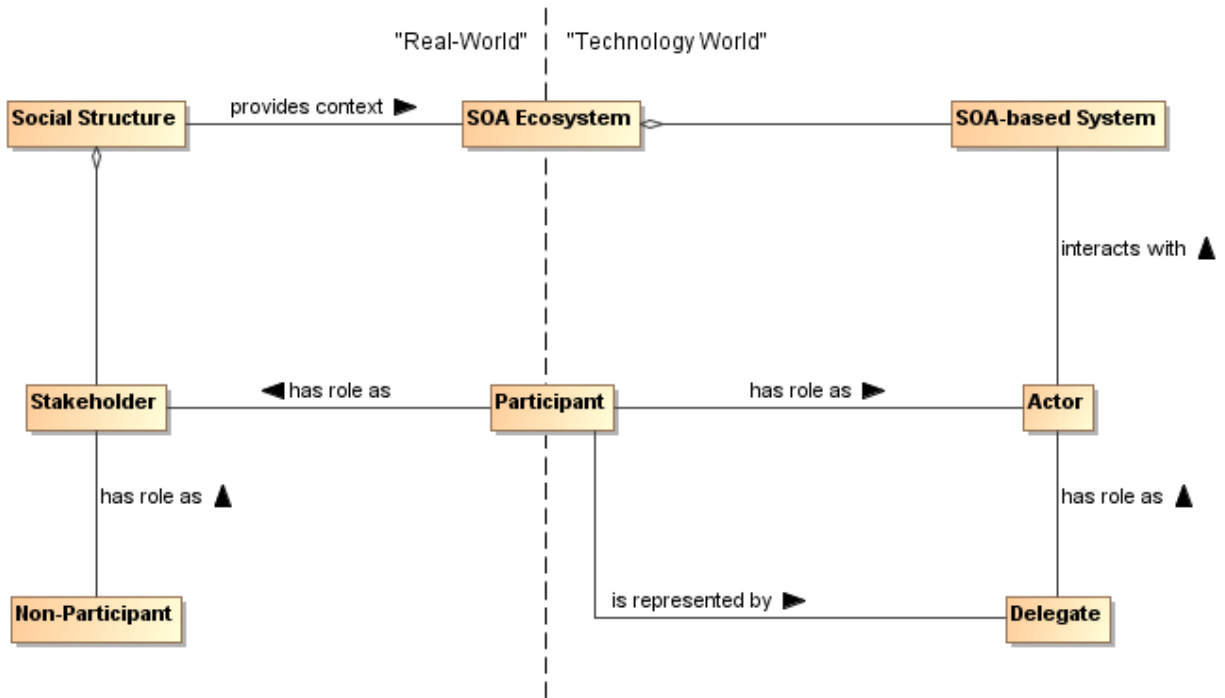 "Real-World" "Technology World"
Social Structure
provides context
SOA Ecosystem
SOA-based System
interacts with
Stakeholder
has role as
Participant
has role as
Actor
has role as
has role as
Non-Participant
is represented by
Delegate